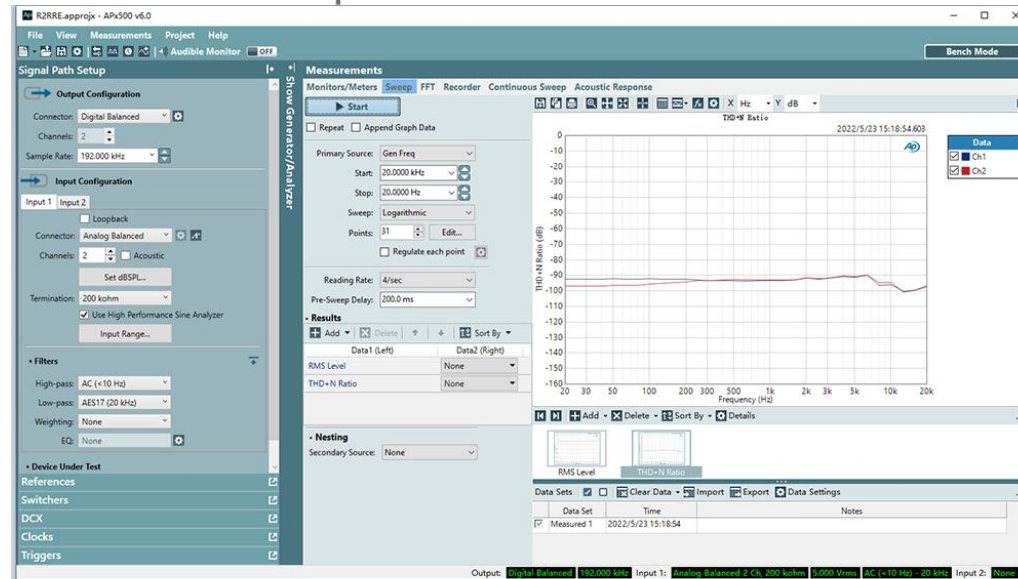 R2RRE.approjx - APx500 v6.0
File View Measurements Project Help
Audible Monitor OFF
Bench Mode
Signal Path Setup
Output Configuration
Connector: Digital Balanced
Channels: 2
Sample Rate: 192.000 kHz
Input Configuration
Input 1 Input 2
Loopback
Connector: Analog Balanced
Channels: 2 Acoustic
Set dBSPL...
Termination: 200 kohm
Use High Performance Sine Analyzer
Input Range...
Filters
High-pass: AC (<10 Hz)
Low-pass: AES17 (20 kHz)
Weighting: None
EQ: None
Device Under Test
References
Switchers
DCX
Clocks
Triggers
Show Generator/Analyzer
Measurements
Monitors/Meters Sweep FFT Recorder Continuous Sweep Acoustic Response
Start
Repeat Append Graph Data
Primary Source: Gen Freq
Start: 20.0000 kHz
Stop: 20.0000 Hz
Sweep: Logarithmic
Points: 31 Edit...
Regulate each point
Reading Rate: 4/sec
Pre-Sweep Delay: 200.0 ms
Results
Add Delete Sort By
Data1 (Left) Data2 (Right)
RMS Level None
THD+N Ratio None
Nesting
Secondary Source: None
X Hz Y dB
THD+N Ratio
2022/5/23 15:18:54.603
AP
Data
Ch1
Ch2
THD+N Ratio (dB)
0
-10
-20
-30
-40
-50
-60
-70
-80
-90
-100
-110
-120
-130
-140
-150
-160
20 30 50 100 200 300 500 1k 2k 3k 5k 10k 20k
Frequency (Hz)
Add Delete Sort By Details
RMS Level THD+N Ratio
Data Sets Clear Data Import Export Data Settings
Data Set Time Notes
Measured 1 2022/5/23 15:18:54
Output: Digital Balanced 192.000 kHz Input 1: Analog Balanced 2 Ch, 200 kohm 5.000 Vrms AC (<10 Hz) - 20 kHz Input 2: None